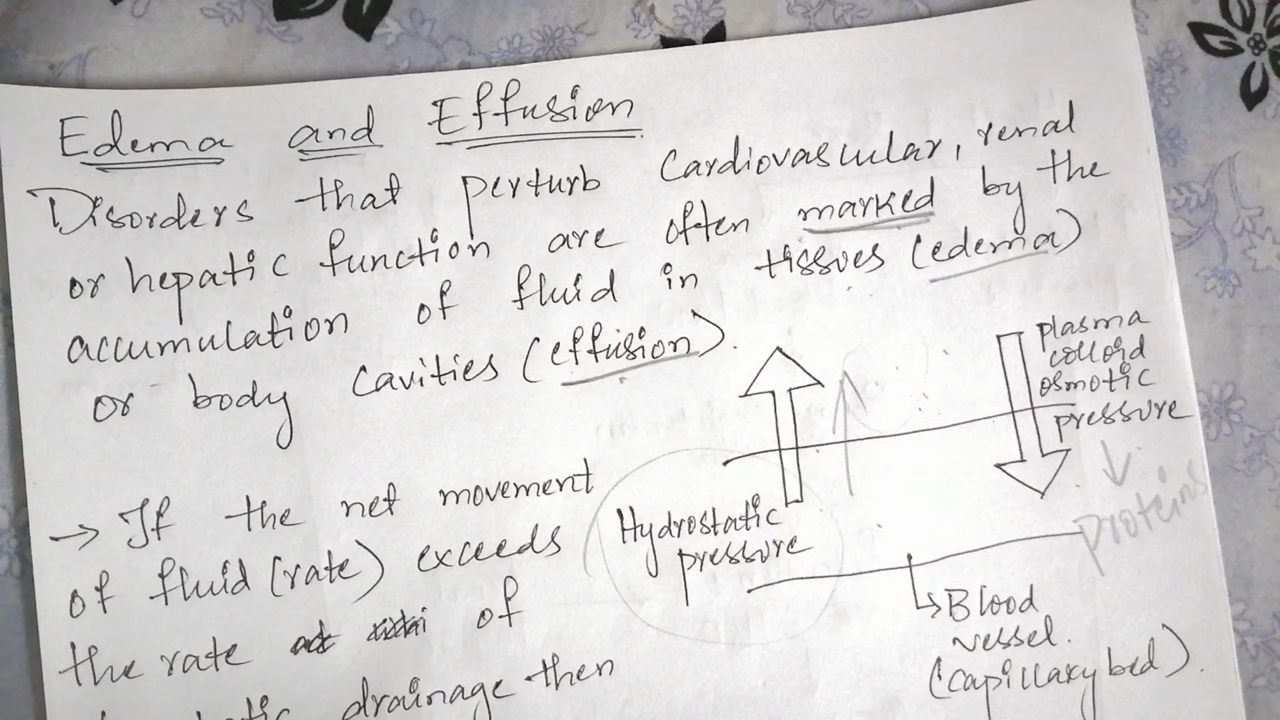 Edema and Effusion
Disorders that perturb Cardiovascular, renal
or hepatic function are often marked by the
accumulation of fluid in tissues (edema)
or body cavities (effusion).
→ If the net movement
of fluid (rate) exceeds
the rate of
drainage then
Hydrostatic
pressure
plasma
colloid
osmotic
pressure
↓
proteins
Blood
vessel.
(capillary bed).